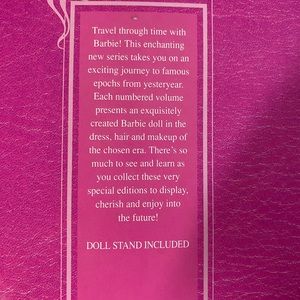 Travel through time with
Barbie! This enchanting
new series takes you on an
exciting journey to famous
epochs from yesteryear.
Each numbered volume
presents an exquisitely
created Barbie doll in the
dress, hair and makeup of
the chosen era. There's so
much to see and learn as
you collect these very
special editions to display,
cherish and enjoy into
the future!
DOLL STAND INCLUDED